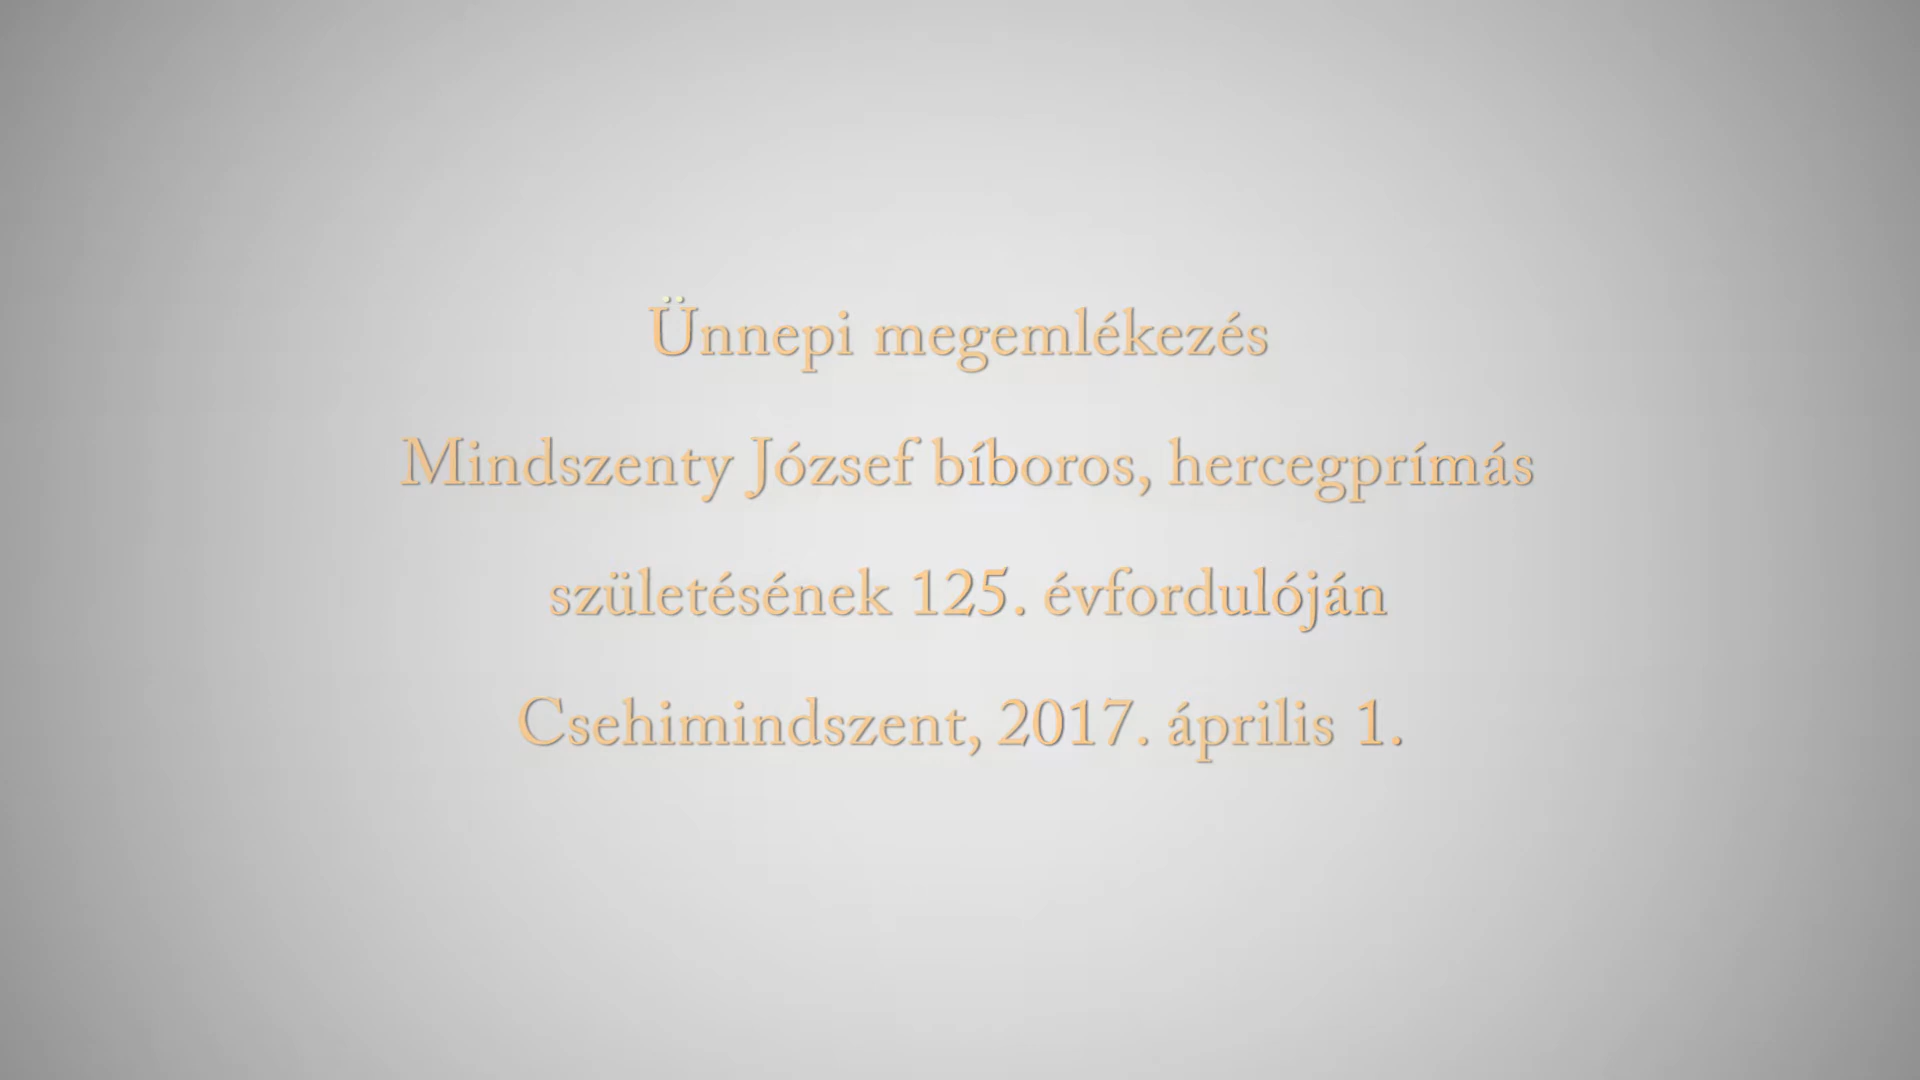 Ünnepi megemlékezés
Mindszenty József bíboros, hercegprímás
születésének 125. évfordulóján
Csehimindszent, 2017. április 1.